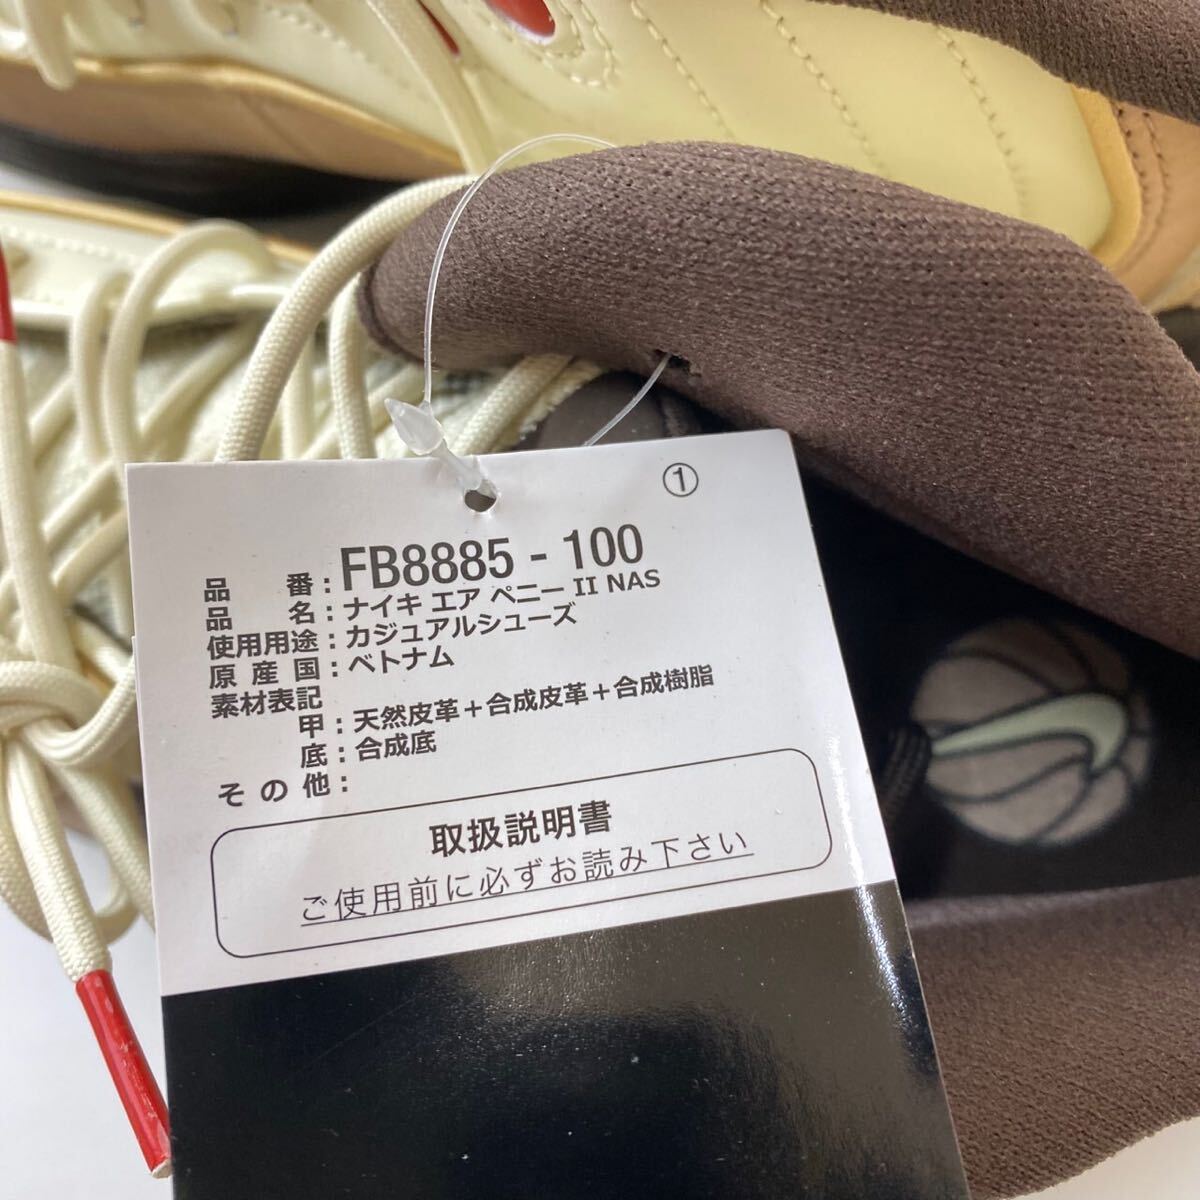 ①
品番：FB8885 - 100
品名：ナイキ エア ペニー II NAS
使用用途：カジュアルシューズ
原産国：ベトナム
素材表記
甲：天然皮革＋合成皮革＋合成樹脂
底：合成底
その他：
取扱説明書
ご使用前に必ずお読み下さい